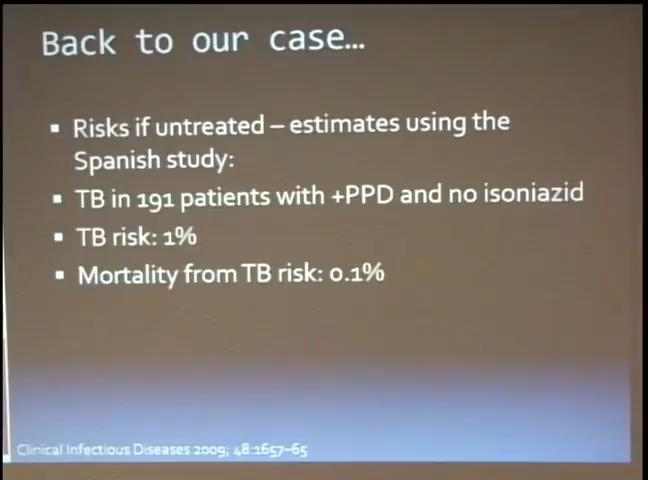 Back to our case…
▪ Risks if untreated – estimates using the
Spanish study:
▪ TB in 191 patients with +PPD and no isoniazid
▪ TB risk: 1%
▪ Mortality from TB risk: 0.1%
Clinical Infectious Diseases 2009; 48:1657–65